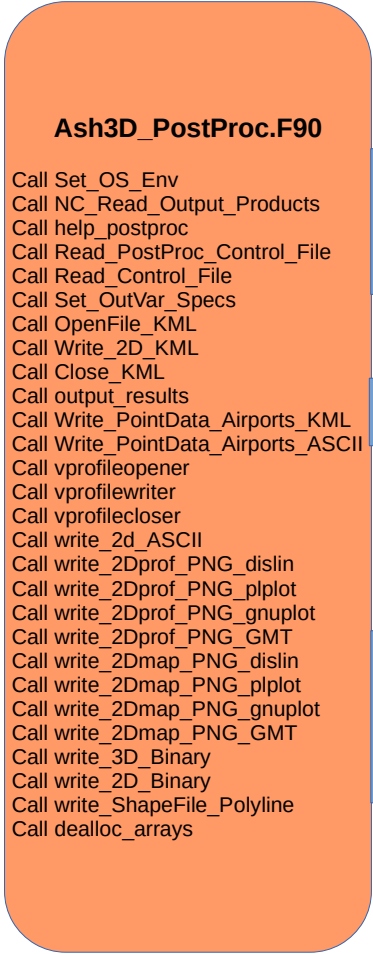 Ash3D_PostProc.F90
Call Set_OS_Env
Call NC_Read_Output_Products
Call help_postproc
Call Read_PostProc_Control_File
Call Read_Control_File
Call Set_OutVar_Specs
Call OpenFile_KML
Call Write_2D_KML
Call Close_KML
Call output_results
Call Write_PointData_Airports_KML
Call Write_PointData_Airports_ASCII
Call vprofileopener
Call vprofilewriter
Call vprofilecloser
Call write_2d_ASCII
Call write_2Dprof_PNG_dislin
Call write_2Dprof_PNG_plplot
Call write_2Dprof_PNG_gnuplot
Call write_2Dprof_PNG_GMT
Call write_2Dmap_PNG_dislin
Call write_2Dmap_PNG_plplot
Call write_2Dmap_PNG_gnuplot
Call write_2Dmap_PNG_GMT
Call write_3D_Binary
Call write_2D_Binary
Call write_ShapeFile_Polyline
Call dealloc_arrays